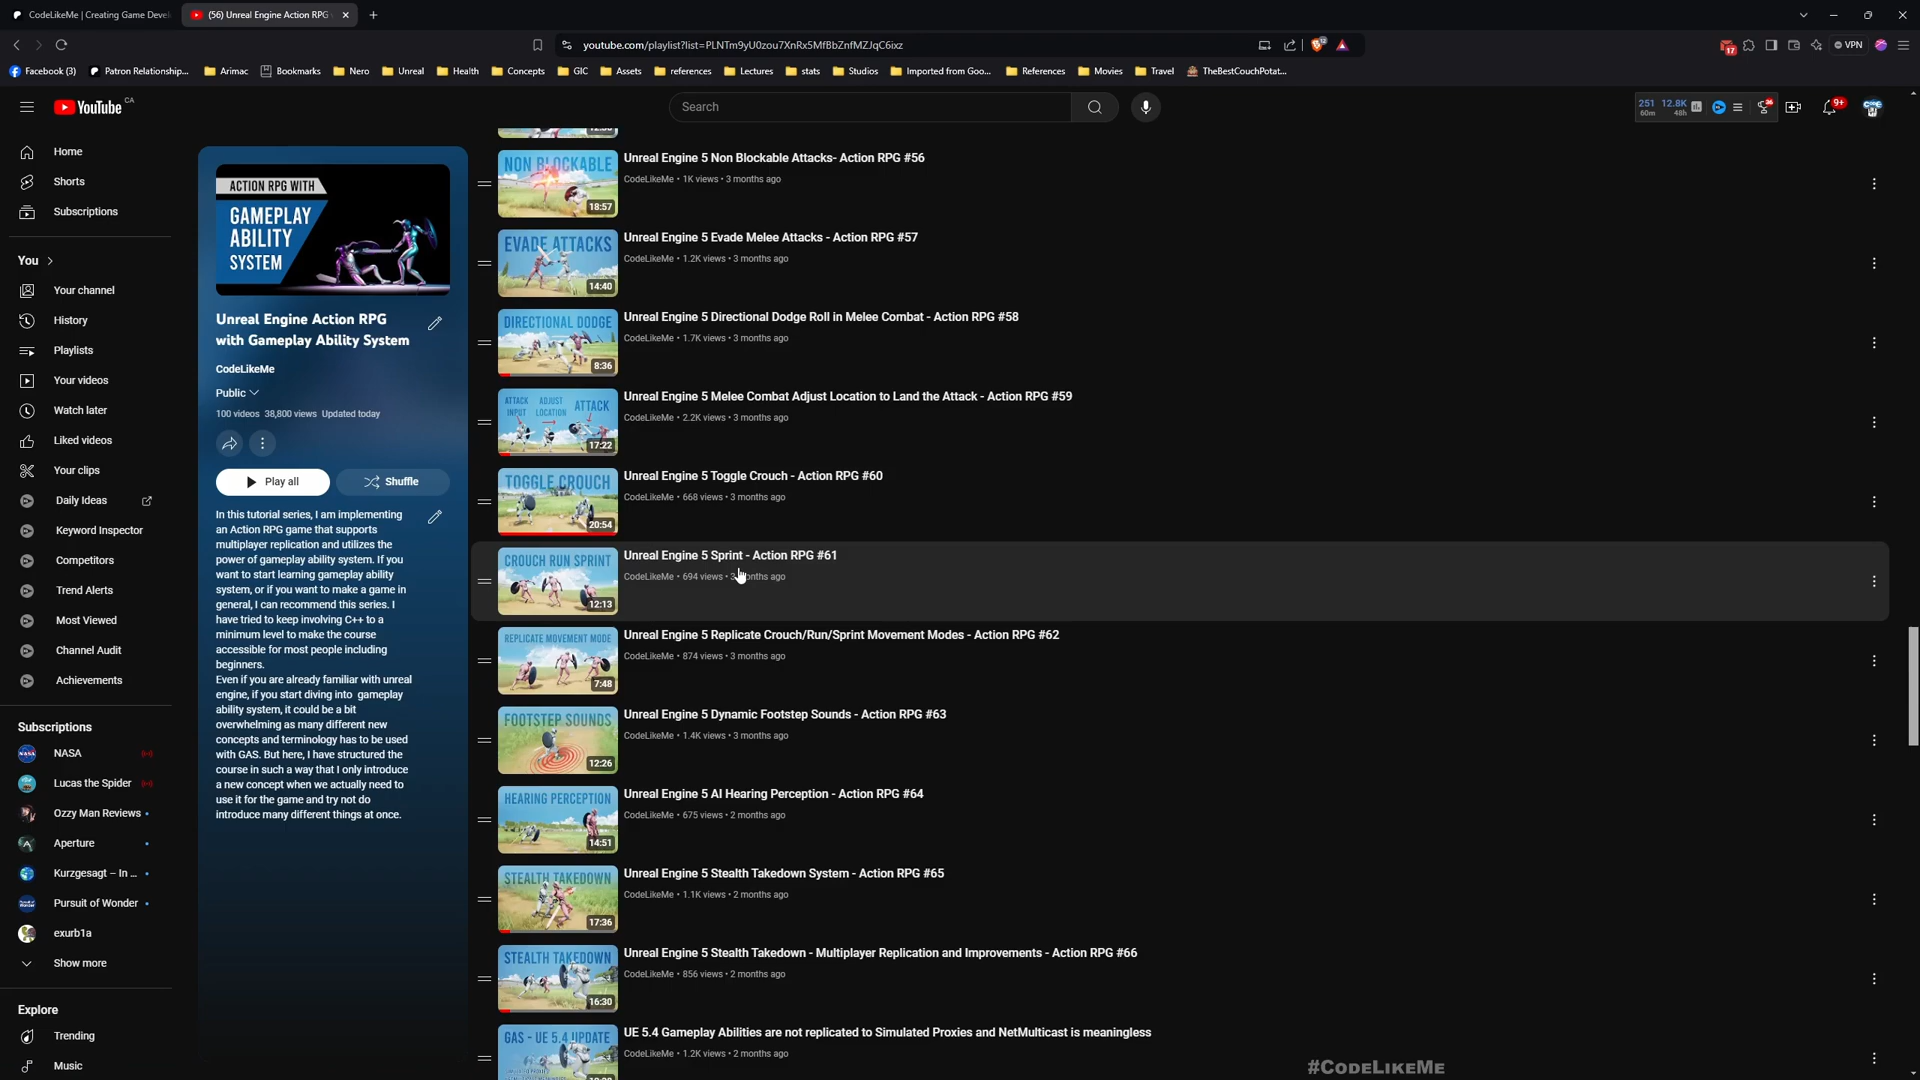 CodeLikeMe | Creating Game Devel
(56) Unreal Engine Action RPG
youtube.com/playlist?list=PLNTm9yU0zou7XnRx5MfBbZnfMZJqC6ixz
17
VPN
Facebook (3)
Patron Relationship...
Arimac
Bookmarks
Nero
Unreal
Health
Concepts
GIC
Assets
references
Lectures
stats
Studios
Imported from Goo...
References
Movies
Travel
TheBestCouchPotat...
YouTube CA
Search
251 12.8K
60m 48h
9+
Home
Shorts
Subscriptions
You
Your channel
History
Playlists
Your videos
Watch later
Liked videos
Your clips
Daily Ideas
Keyword Inspector
Competitors
Trend Alerts
Most Viewed
Channel Audit
Achievements
Subscriptions
NASA
Lucas the Spider
Ozzy Man Reviews
Aperture
Kurzgesagt – In ...
Pursuit of Wonder
exurb1a
Show more
Explore
Trending
Music
ACTION RPG WITH
GAMEPLAY
ABILITY
SYSTEM
Unreal Engine Action RPG
with Gameplay Ability System
CodeLikeMe
Public
100 videos 38,800 views Updated today
Play all
Shuffle
In this tutorial series, I am implementing
an Action RPG game that supports
multiplayer replication and utilizes the
power of gameplay ability system. If you
want to start learning gameplay ability
system, or if you want to make a game in
general, I can recommend this series. I
have tried to keep involving C++ to a
minimum level to make the course
accessible for most people including
beginners.
Even if you are already familiar with unreal
engine, if you start diving into gameplay
ability system, it could be a bit
overwhelming as many different new
concepts and terminology has to be used
with GAS. But here, I have structured the
course in such a way that I only introduce
a new concept when we actually need to
use it for the game and try not do
introduce many different things at once.
NON BLOCKABLE
18:57
Unreal Engine 5 Non Blockable Attacks- Action RPG #56
CodeLikeMe • 1K views • 3 months ago
EVADE ATTACKS
14:40
Unreal Engine 5 Evade Melee Attacks - Action RPG #57
CodeLikeMe • 1.2K views • 3 months ago
DIRECTIONAL DODGE
8:36
Unreal Engine 5 Directional Dodge Roll in Melee Combat - Action RPG #58
CodeLikeMe • 1.7K views • 3 months ago
ATTACK INPUT
ADJUST LOCATION
ATTACK
17:22
Unreal Engine 5 Melee Combat Adjust Location to Land the Attack - Action RPG #59
CodeLikeMe • 2.2K views • 3 months ago
TOGGLE CROUCH
20:54
Unreal Engine 5 Toggle Crouch - Action RPG #60
CodeLikeMe • 668 views • 3 months ago
CROUCH RUN SPRINT
12:13
Unreal Engine 5 Sprint - Action RPG #61
CodeLikeMe • 694 views • 3 months ago
REPLICATE MOVEMENT MODE
7:48
Unreal Engine 5 Replicate Crouch/Run/Sprint Movement Modes - Action RPG #62
CodeLikeMe • 874 views • 3 months ago
FOOTSTEP SOUNDS
12:26
Unreal Engine 5 Dynamic Footstep Sounds - Action RPG #63
CodeLikeMe • 1.4K views • 3 months ago
HEARING PERCEPTION
14:51
Unreal Engine 5 AI Hearing Perception - Action RPG #64
CodeLikeMe • 675 views • 2 months ago
STEALTH TAKEDOWN
17:36
Unreal Engine 5 Stealth Takedown System - Action RPG #65
CodeLikeMe • 1.1K views • 2 months ago
STEALTH TAKEDOWN
16:30
Unreal Engine 5 Stealth Takedown - Multiplayer Replication and Improvements - Action RPG #66
CodeLikeMe • 856 views • 2 months ago
GAS - UE 5.4 UPDATE
UE 5.4 Gameplay Abilities are not replicated to Simulated Proxies and NetMulticast is meaningless
CodeLikeMe • 1.2K views • 2 months ago
#CodeLikeMe